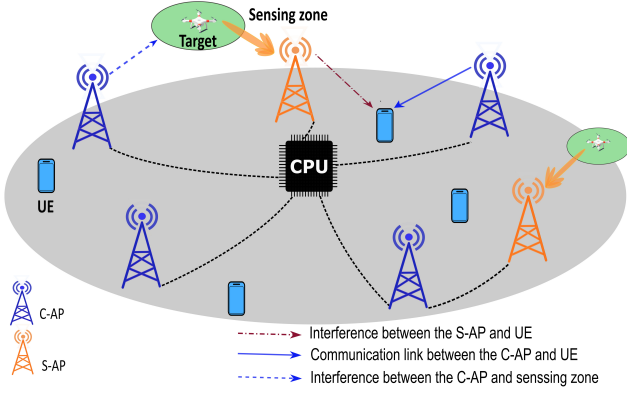 Sensing zone
Target
CPU
UE
C-AP
S-AP
Interference between the S-AP and UE
Communication link between the C-AP and UE
Interference between the C-AP and senssing zone